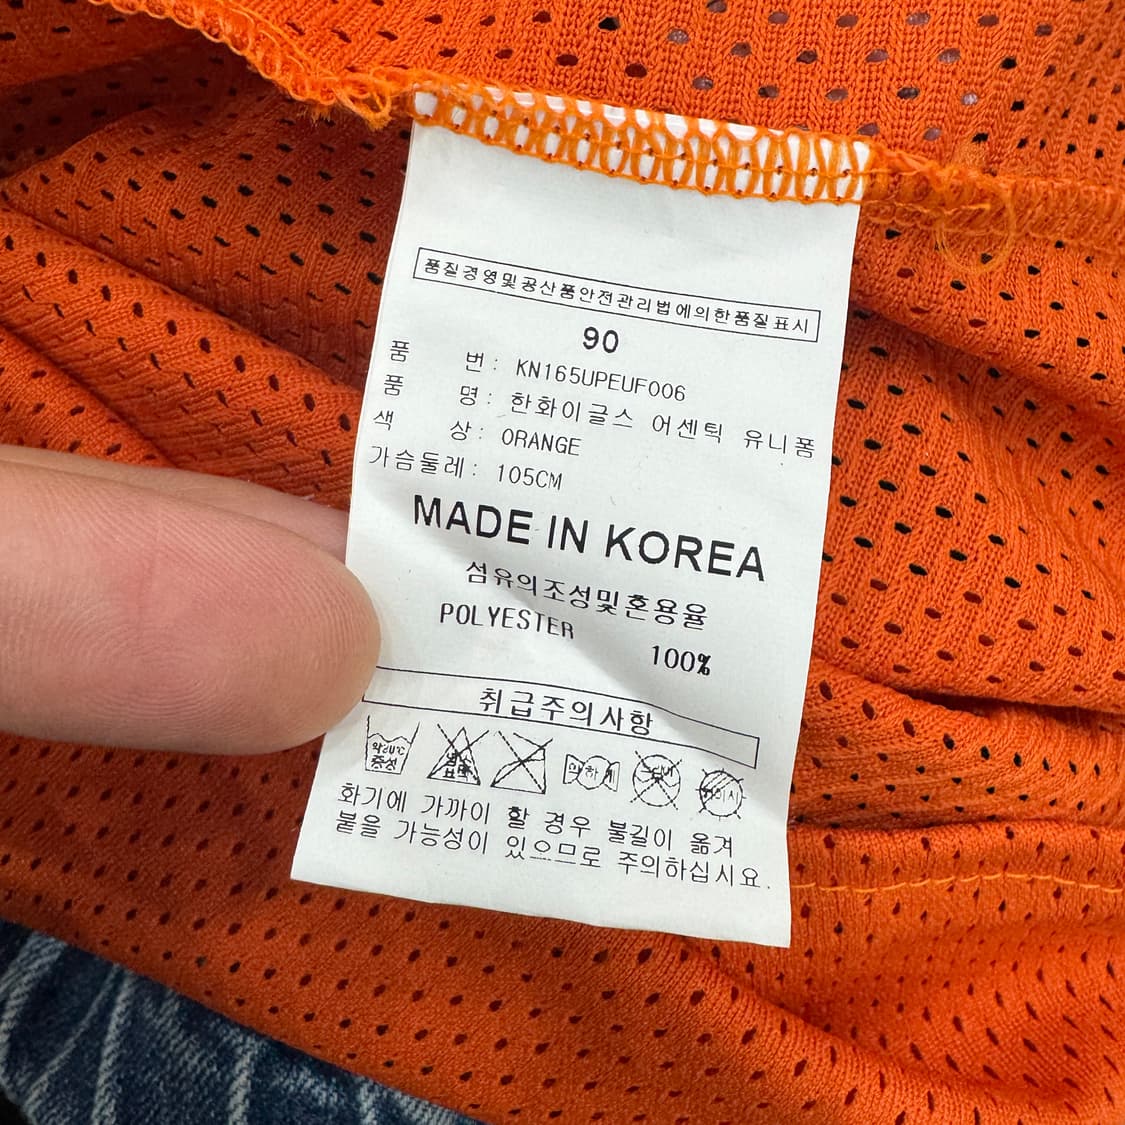 품질경영및공산품안전관리법에의한품질표시
90
품 번: KN165UPEUF006
품 명: 한화이글스 어센틱 유니폼
색 상: ORANGE
가슴둘레: 105CM
MADE IN KOREA
섬유의조성및혼용율
POLYESTER
100%
취급주의사항
약하게
화기에 가까이 할 경우 불길이 옮겨
붙을 가능성이 있으므로 주의하십시요.